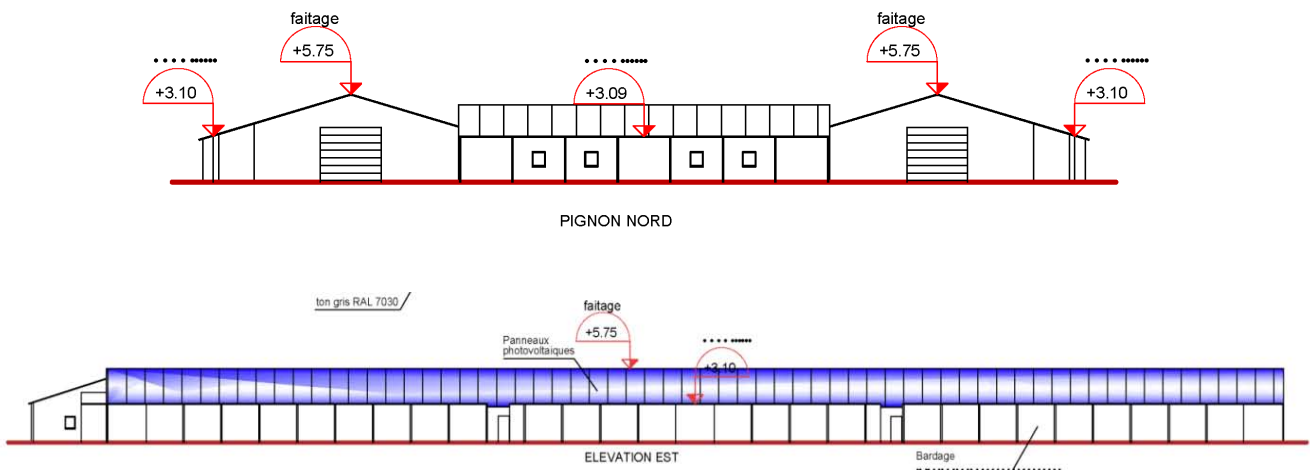 faitage
faitage
+5.75
+5.75
+3.10
+3.09
+3.10
PIGNON NORD
ton gris RAL 7030
faitage
+5.75
Panneaux
photovoltaiques
+3.10
ELEVATION EST
Bardage